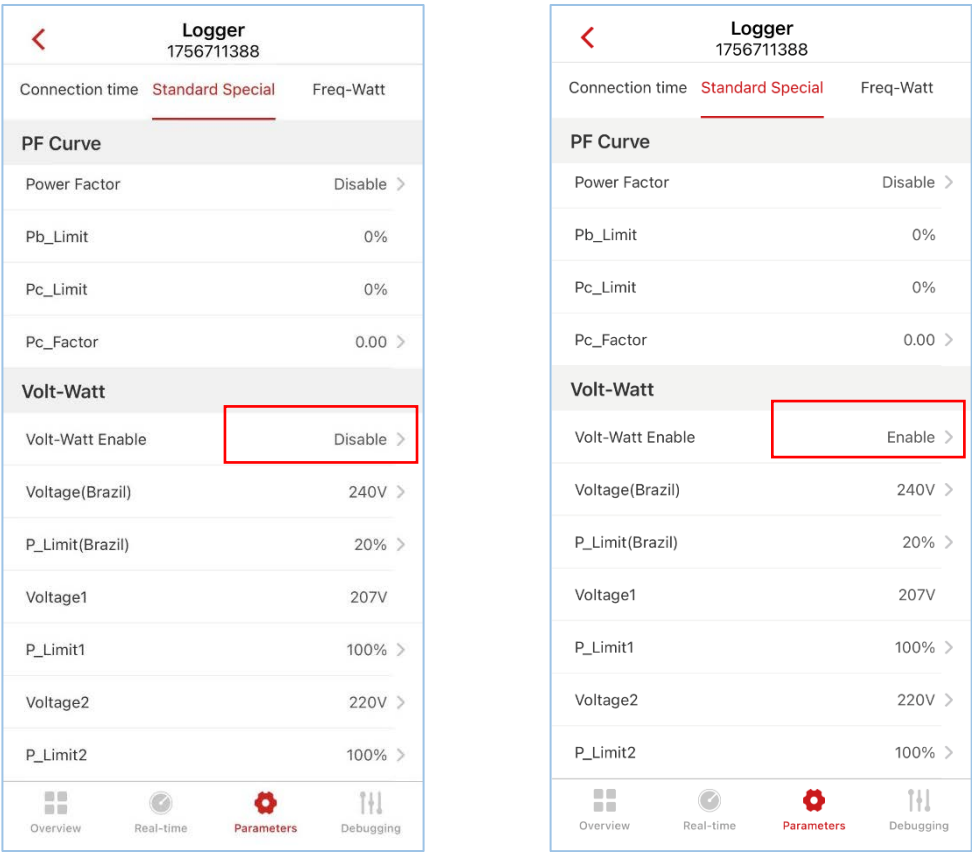 Logger
1756711388
Connection time Standard Special Freq-Watt
PF Curve
Power Factor Disable
Pb_Limit 0%
Pc_Limit 0%
Pc_Factor 0.00
Volt-Watt
Volt-Watt Enable Disable
Voltage(Brazil) 240V
P_Limit(Brazil) 20%
Voltage1 207V
P_Limit1 100%
Voltage2 220V
P_Limit2 100%
Overview Real-time Parameters Debugging
Logger
1756711388
Connection time Standard Special Freq-Watt
PF Curve
Power Factor Disable
Pb_Limit 0%
Pc_Limit 0%
Pc_Factor 0.00
Volt-Watt
Volt-Watt Enable Enable
Voltage(Brazil) 240V
P_Limit(Brazil) 20%
Voltage1 207V
P_Limit1 100%
Voltage2 220V
P_Limit2 100%
Overview Real-time Parameters Debugging